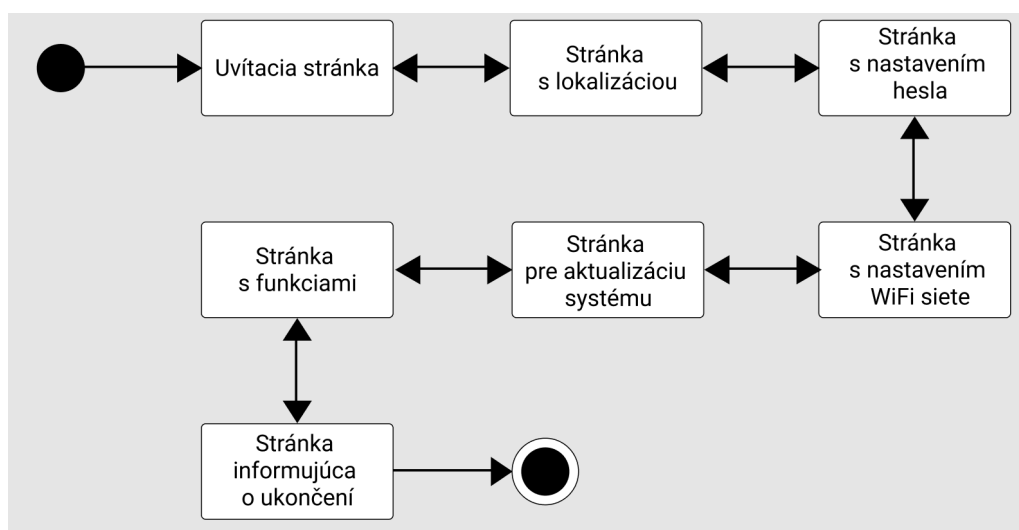 Uvítacia stránka
Stránka
s lokalizáciou
Stránka
s nastavením
hesla
Stránka
s nastavením
WiFi siete
Stránka
pre aktualizáciu
systému
Stránka
s funkciami
Stránka
informujúca
o ukončení